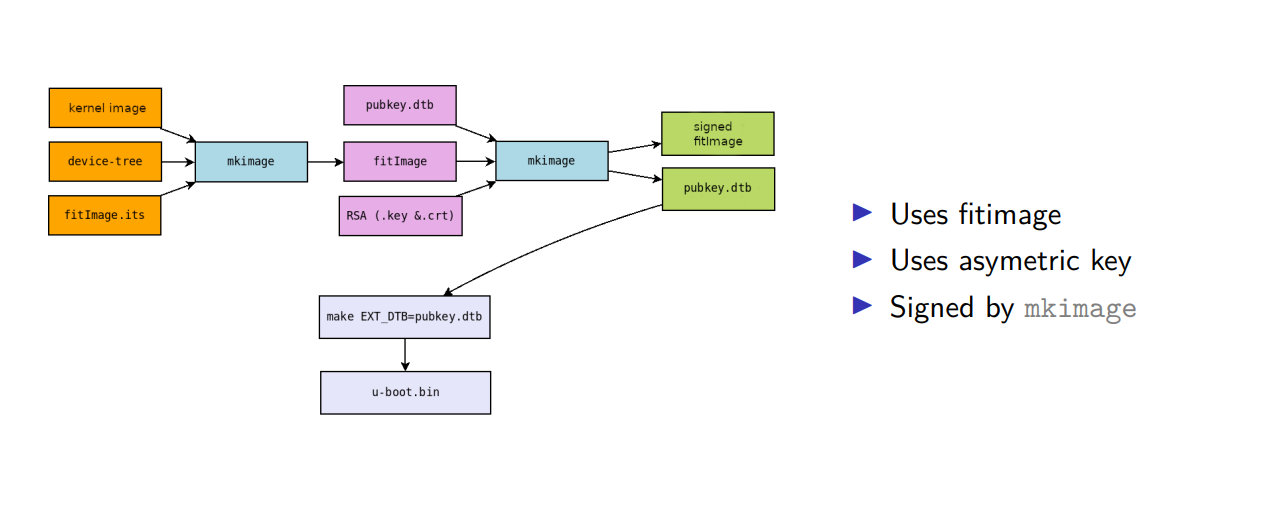 kernel image
device-tree
fitImage.its
mkimage
pubkey.dtb
fitImage
RSA (.key &.crt)
mkimage
signed
fitImage
pubkey.dtb
make EXT_DTB=pubkey.dtb
u-boot.bin
Uses fitimage
Uses asymetric key
Signed by mkimage